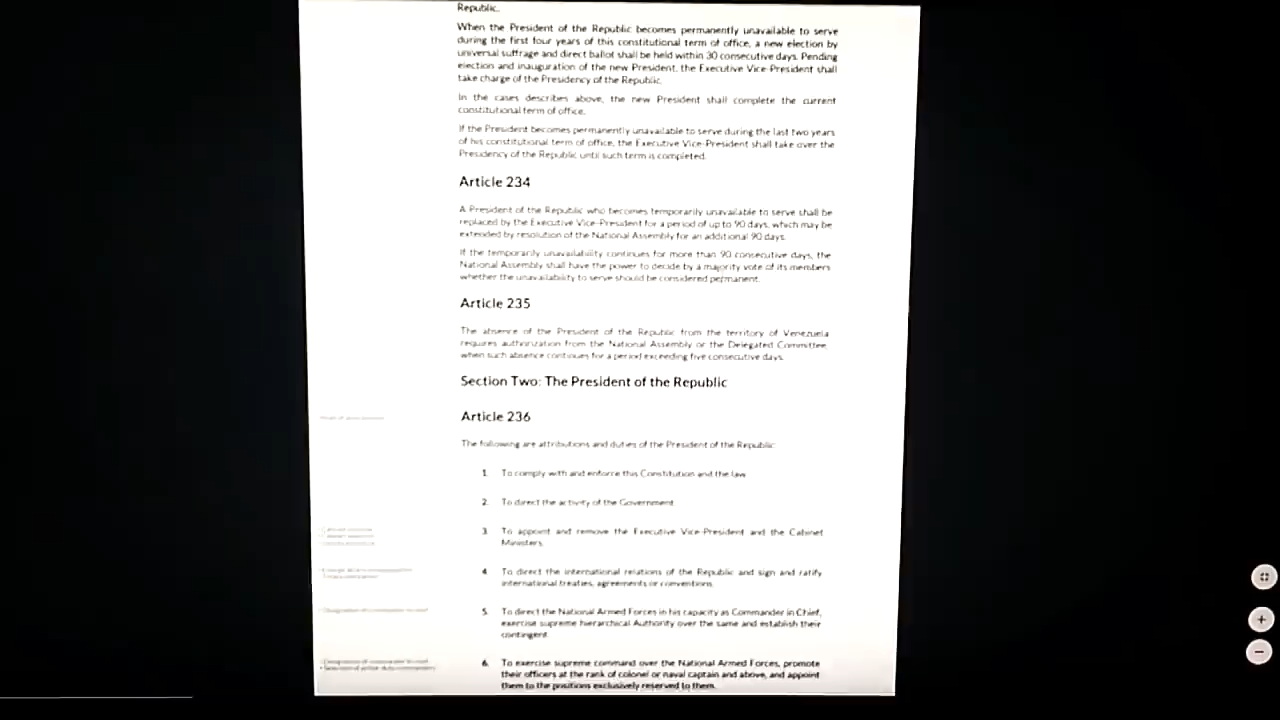 Republic.
When the President of the Republic becomes permanently unavailable to serve
during the first four years of this constitutional term of office, a new election by
universal suffrage and direct ballot shall be held within 30 consecutive days. Pending
election and inauguration of the new President, the Executive Vice-President shall
take charge of the Presidency of the Republic.
In the cases describes above, the new President shall complete the current
constitutional term of office.
If the President becomes permanently unavailable to serve during the last two years
of his constitutional term of office, the Executive Vice-President shall take over the
Presidency of the Republic until such term is completed.
Article 234
A President of the Republic who becomes temporarily unavailable to serve shall be
replaced by the Executive Vice-President for a period of up to 90 days, which may be
extended by resolution of the National Assembly for an additional 90 days.
If the temporarily unavailability continues for more than 90 consecutive days, the
National Assembly shall have the power to decide by a majority vote of its members
whether the unavailability to serve should be considered permanent.
Article 235
The absence of the President of the Republic from the territory of Venezuela
requires authorization from the National Assembly or the Delegated Committee
when such absence continues for a period exceeding five consecutive days.
Section Two: The President of the Republic
Article 236
The following are attributions and duties of the President of the Republic:
1. To comply with and enforce this Constitution and the law.
2. To direct the activity of the Government.
3. To appoint and remove the Executive Vice-President and the Cabinet
Ministers.
4. To direct the international relations of the Republic and sign and ratify
international treaties, agreements or conventions.
5. To direct the National Armed Forces in his capacity as Commander in Chief,
exercise supreme hierarchical Authority over the same and establish their
contingent.
6. To exercise supreme command over the National Armed Forces, promote
their officers at the rank of colonel or naval captain and above, and appoint
them to the positions exclusively reserved to them.